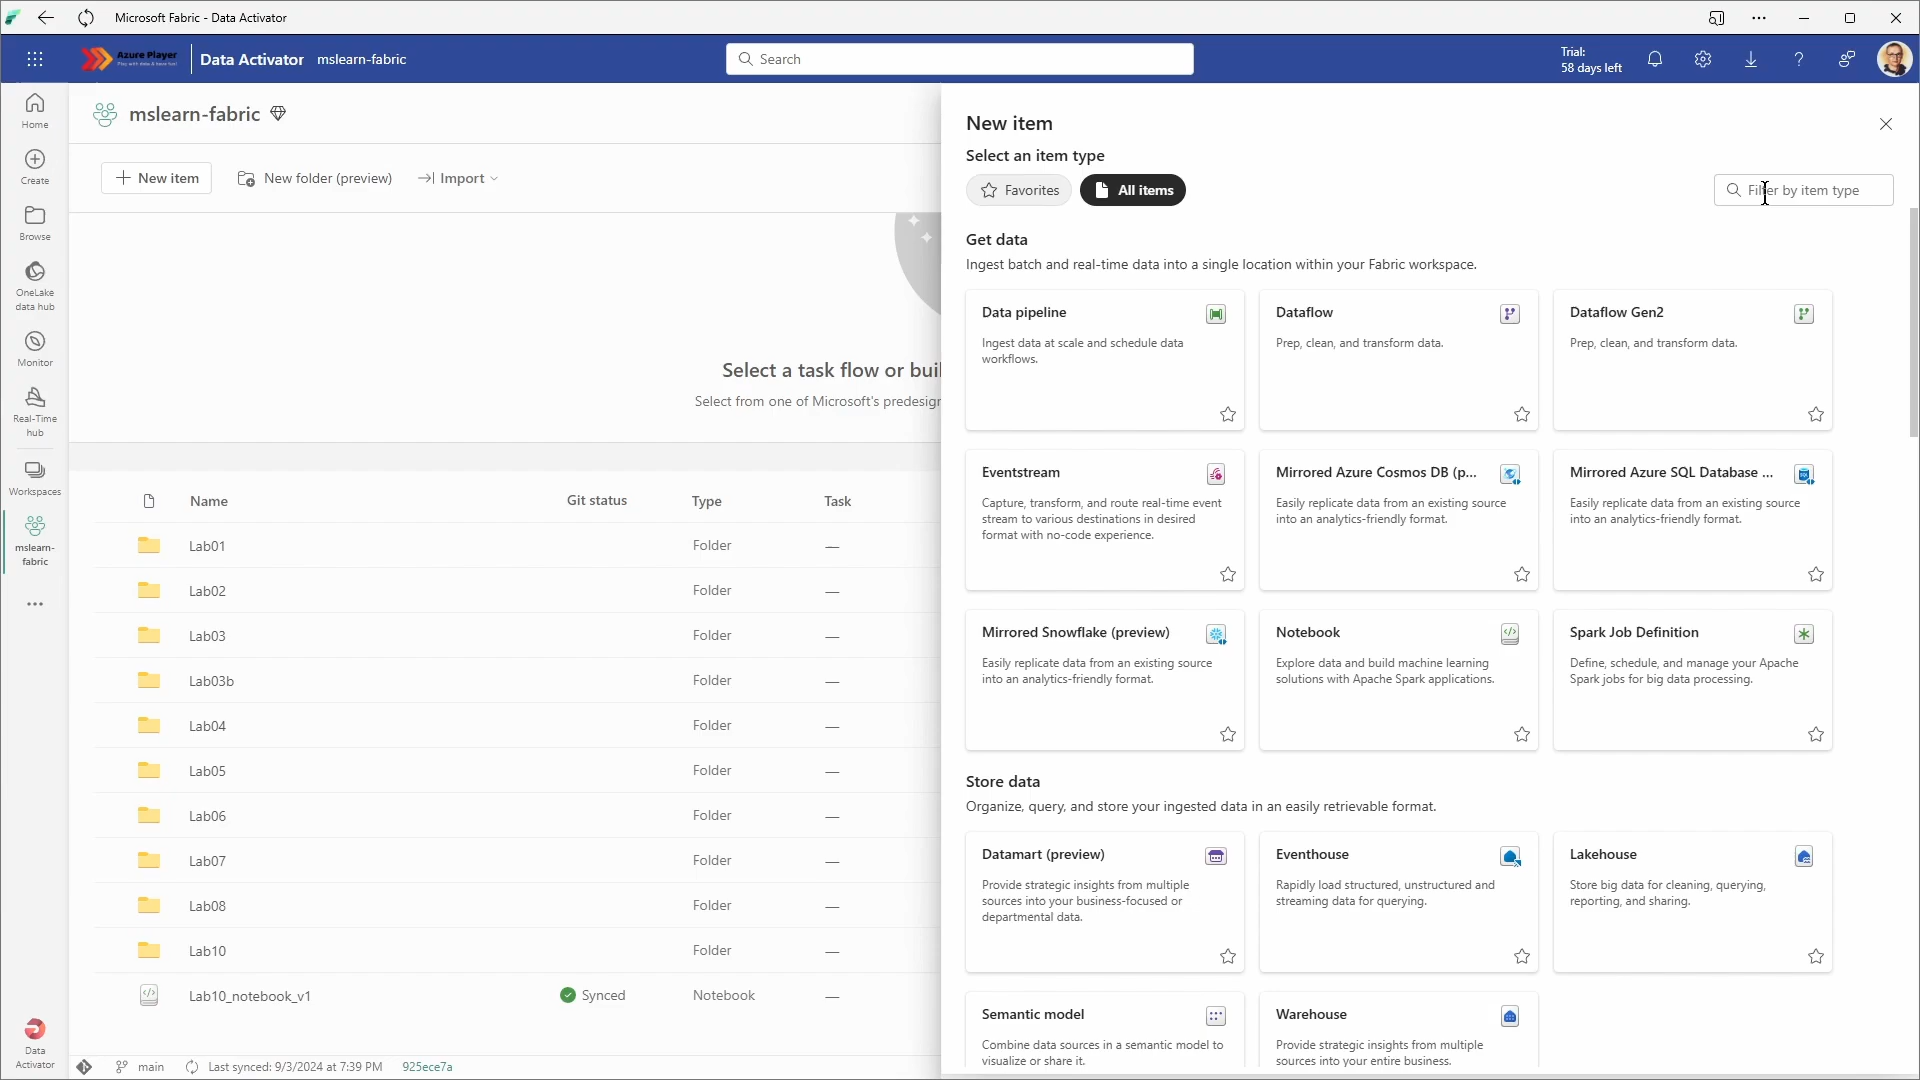 Microsoft Fabric - Data Activator
Azure Player
Data Activator
mslearn-fabric
Search
Trial:
58 days left
Home
Create
Browse
OneLake
data hub
Monitor
Real-Time
hub
Workspaces
mslearn-
fabric
Data
Activator
mslearn-fabric
New item
New folder (preview)
Import
Select a task flow or buil
Select from one of Microsoft's predesign
Name
Git status
Type
Task
Lab01
Folder
—
Lab02
Folder
—
Lab03
Folder
—
Lab03b
Folder
—
Lab04
Folder
—
Lab05
Folder
—
Lab06
Folder
—
Lab07
Folder
—
Lab08
Folder
—
Lab10
Folder
—
Lab10_notebook_v1
Synced
Notebook
—
main
Last synced: 9/3/2024 at 7:39 PM
925ece7a
New item
Select an item type
Favorites
All items
Filter by item type
Get data
Ingest batch and real-time data into a single location within your Fabric workspace.
Data pipeline
Ingest data at scale and schedule data
workflows.
Dataflow
Prep, clean, and transform data.
Dataflow Gen2
Prep, clean, and transform data.
Eventstream
Capture, transform, and route real-time event
stream to various destinations in desired
format with no-code experience.
Mirrored Azure Cosmos DB (p...
Easily replicate data from an existing source
into an analytics-friendly format.
Mirrored Azure SQL Database ...
Easily replicate data from an existing source
into an analytics-friendly format.
Mirrored Snowflake (preview)
Easily replicate data from an existing source
into an analytics-friendly format.
Notebook
Explore data and build machine learning
solutions with Apache Spark applications.
Spark Job Definition
Define, schedule, and manage your Apache
Spark jobs for big data processing.
Store data
Organize, query, and store your ingested data in an easily retrievable format.
Datamart (preview)
Provide strategic insights from multiple
sources into your business-focused or
departmental data.
Eventhouse
Rapidly load structured, unstructured and
streaming data for querying.
Lakehouse
Store big data for cleaning, querying,
reporting, and sharing.
Semantic model
Combine data sources in a semantic model to
visualize or share it.
Warehouse
Provide strategic insights from multiple
sources into your entire business.